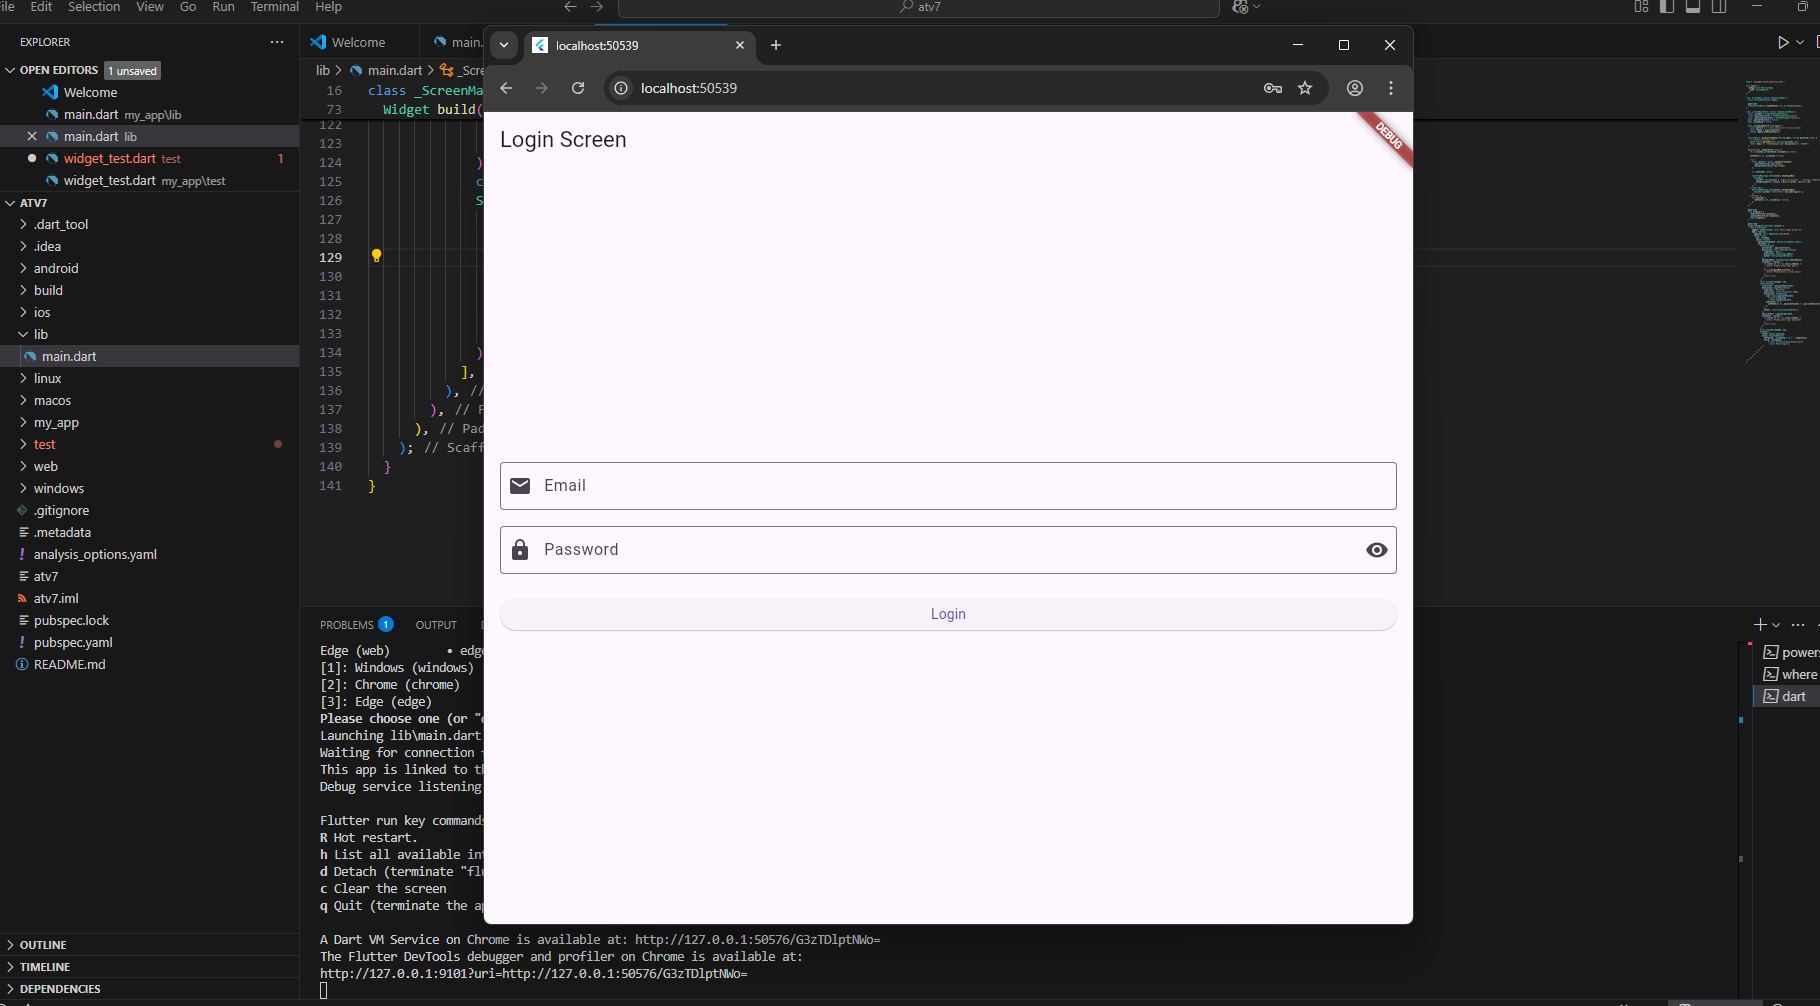 File Edit Selection View Go Run Terminal Help
atv7
EXPLORER
OPEN EDITORS 1 unsaved
Welcome
main.dart my_app\lib
main.dart lib
widget_test.dart test 1
widget_test.dart my_app\test
ATV7
.dart_tool
.idea
android
build
ios
lib
main.dart
linux
macos
my_app
test
web
windows
.gitignore
.metadata
analysis_options.yaml
atv7
atv7.iml
pubspec.lock
pubspec.yaml
README.md
OUTLINE
TIMELINE
DEPENDENCIES
Welcome
main.
lib > main.dart > _Scre
16 class _ScreenMa
73 Widget build(
122
123
124 )
125 c
126 S
127
128
129
130
131
132
133
134 )
135 ],
136 ), //
137 ), // F
138 ), // Pad
139 ); // Scaff
140 }
141 }
localhost:50539
localhost:50539
DEBUG
Login Screen
Email
Password
Login
PROBLEMS 1 OUTPUT
Edge (web) • edge
[1]: Windows (windows)
[2]: Chrome (chrome)
[3]: Edge (edge)
Please choose one (or "
Launching lib\main.dart
Waiting for connection
This app is linked to th
Debug service listening
Flutter run key commands
R Hot restart.
h List all available int
d Detach (terminate "flu
c Clear the screen
q Quit (terminate the ap
A Dart VM Service on Chrome is available at: http://127.0.0.1:50576/G3zTDlptNWo=
The Flutter DevTools debugger and profiler on Chrome is available at:
http://127.0.0.1:9101?uri=http://127.0.0.1:50576/G3zTDlptNWo=
powers
where
dart